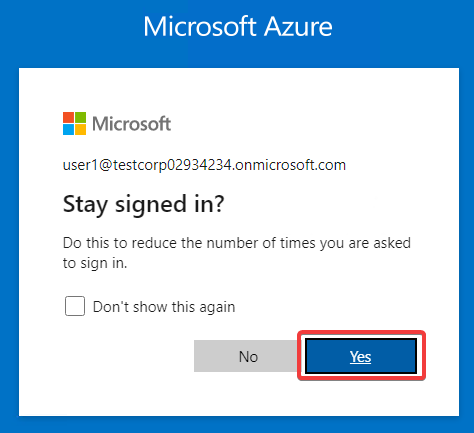 Microsoft Azure
Microsoft
user1@testcorp02934234.onmicrosoft.com
Stay signed in?
Do this to reduce the number of times you are asked
to sign in.
Don't show this again
No
Yes